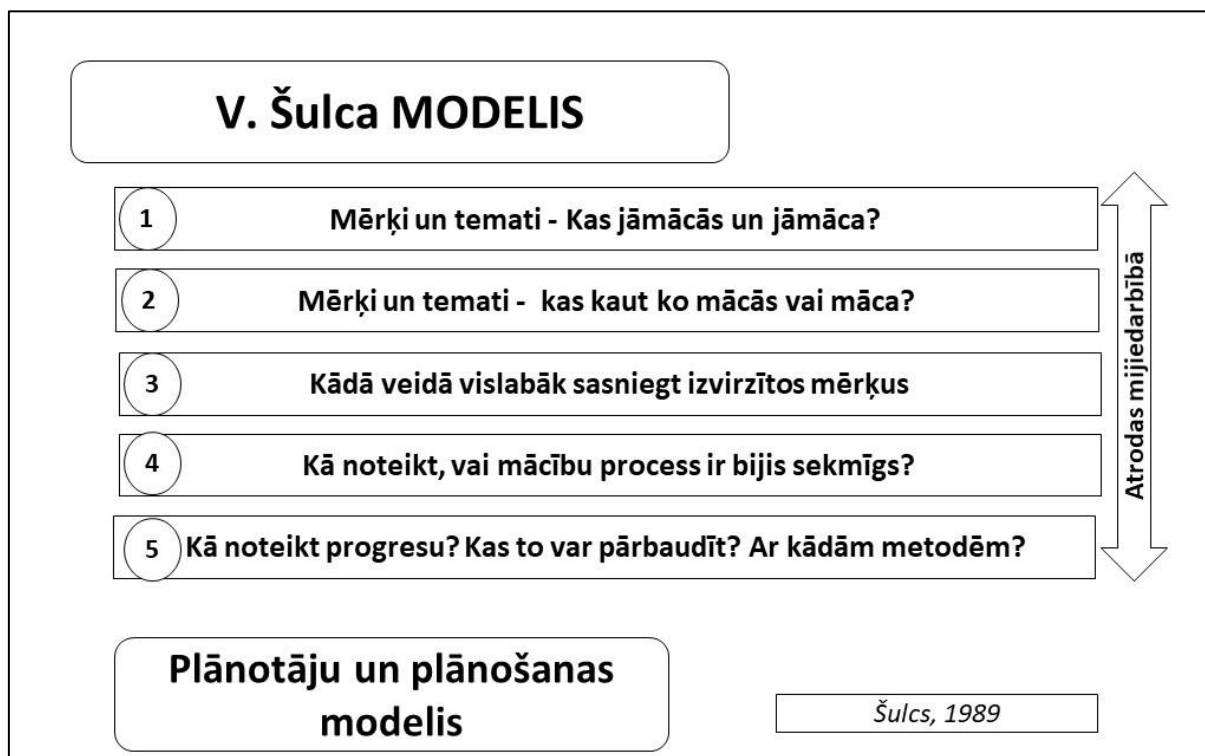 V. Šulca MODELIS
1 Mērķi un temati - Kas jāmācās un jāmāca?
2 Mērķi un temati - kas kaut ko mācās vai māca?
3 Kādā veidā vislabāk sasniegt izvirzītos mērķus
4 Kā noteikt, vai mācību process ir bijis sekmīgs?
5 Kā noteikt progresu? Kas to var pārbaudīt? Ar kādām metodēm?
Atrodas mijiedarbībā
Plānotāju un plānošanas
modelis
Šulcs, 1989